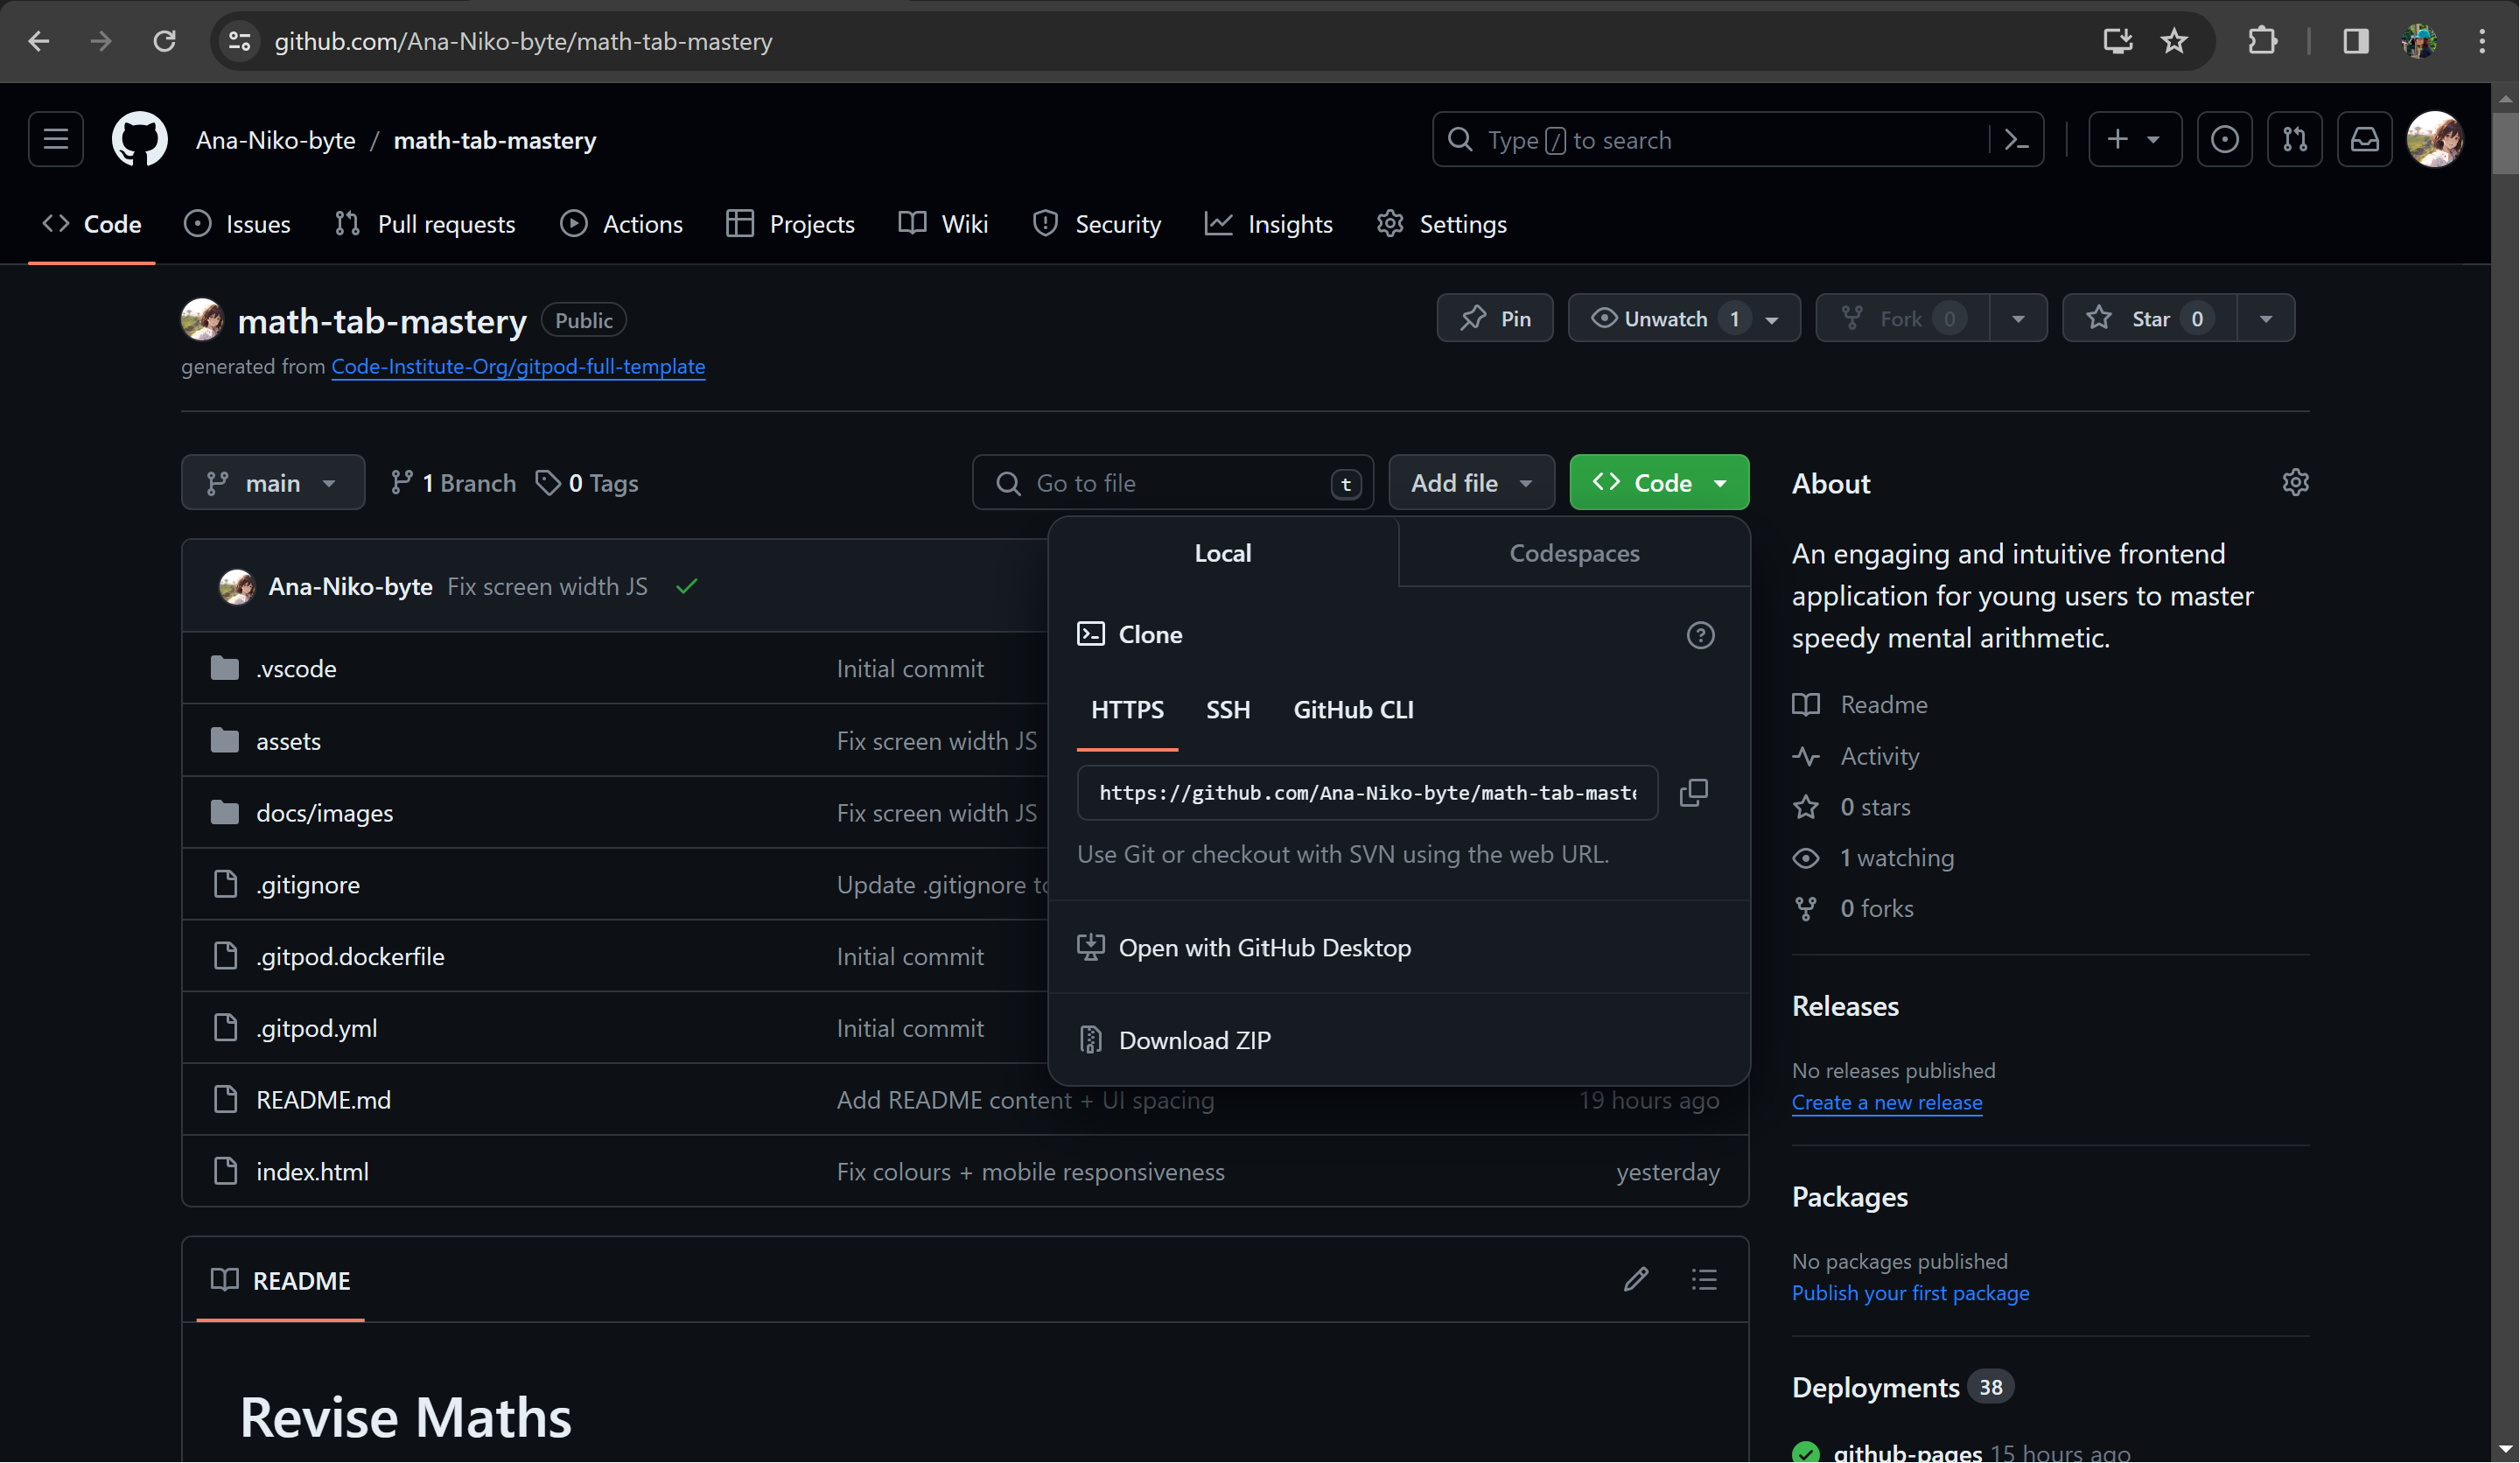 github.com/Ana-Niko-byte/math-tab-mastery
Ana-Niko-byte / math-tab-mastery
Type / to search
Code Issues Pull requests Actions Projects Wiki Security Insights Settings
math-tab-mastery Public
Pin Unwatch 1 Fork 0 Star 0
generated from Code-Institute-Org/gitpod-full-template
main 1 Branch 0 Tags
Go to file t Add file Code
Local Codespaces
Clone
HTTPS SSH GitHub CLI
https://github.com/Ana-Niko-byte/math-tab-maste
Use Git or checkout with SVN using the web URL.
Open with GitHub Desktop
Download ZIP
Ana-Niko-byte Fix screen width JS
.vscode Initial commit
assets Fix screen width JS
docs/images Fix screen width JS
.gitignore Update .gitignore to
.gitpod.dockerfile Initial commit
.gitpod.yml Initial commit
README.md Add README content + UI spacing 19 hours ago
index.html Fix colours + mobile responsiveness yesterday
README
Revise Maths
About
An engaging and intuitive frontend
application for young users to master
speedy mental arithmetic.
Readme
Activity
0 stars
1 watching
0 forks
Releases
No releases published
Create a new release
Packages
No packages published
Publish your first package
Deployments 38
github-pages 15 hours ago